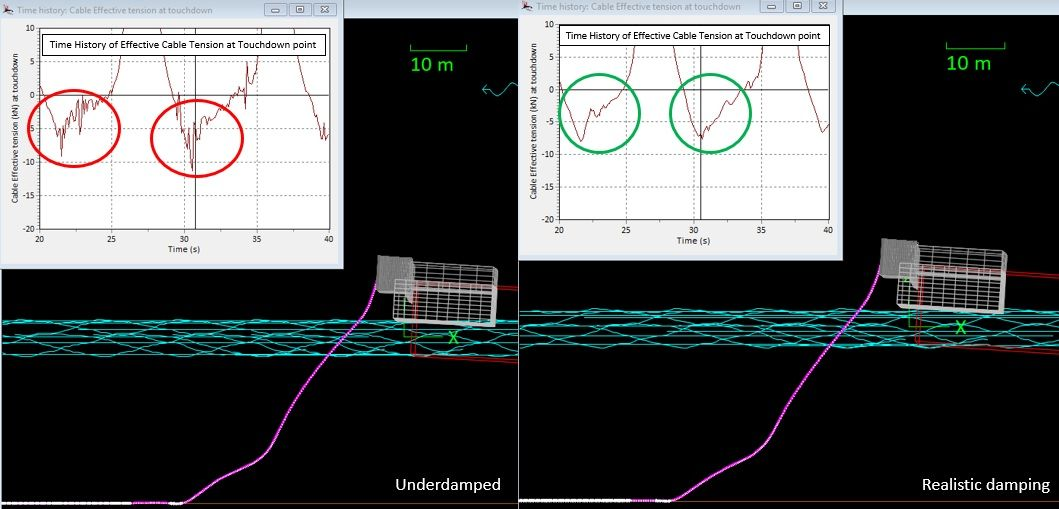 Time history: Cable Effective tension at touchdown
Time History of Effective Cable Tension at Touchdown point
Cable Effective tension (kN) at touchdown
10
5
0
-5
-10
-15
-20
20
25
30
35
40
Time (s)
10 m
X
Underdamped
Time history: Cable Effective tension at touchdown
Time History of Effective Cable Tension at Touchdown point
Cable Effective tension (kN) at touchdown
10
5
0
-5
-10
-15
-20
20
25
30
35
40
Time (s)
10 m
X
Realistic damping